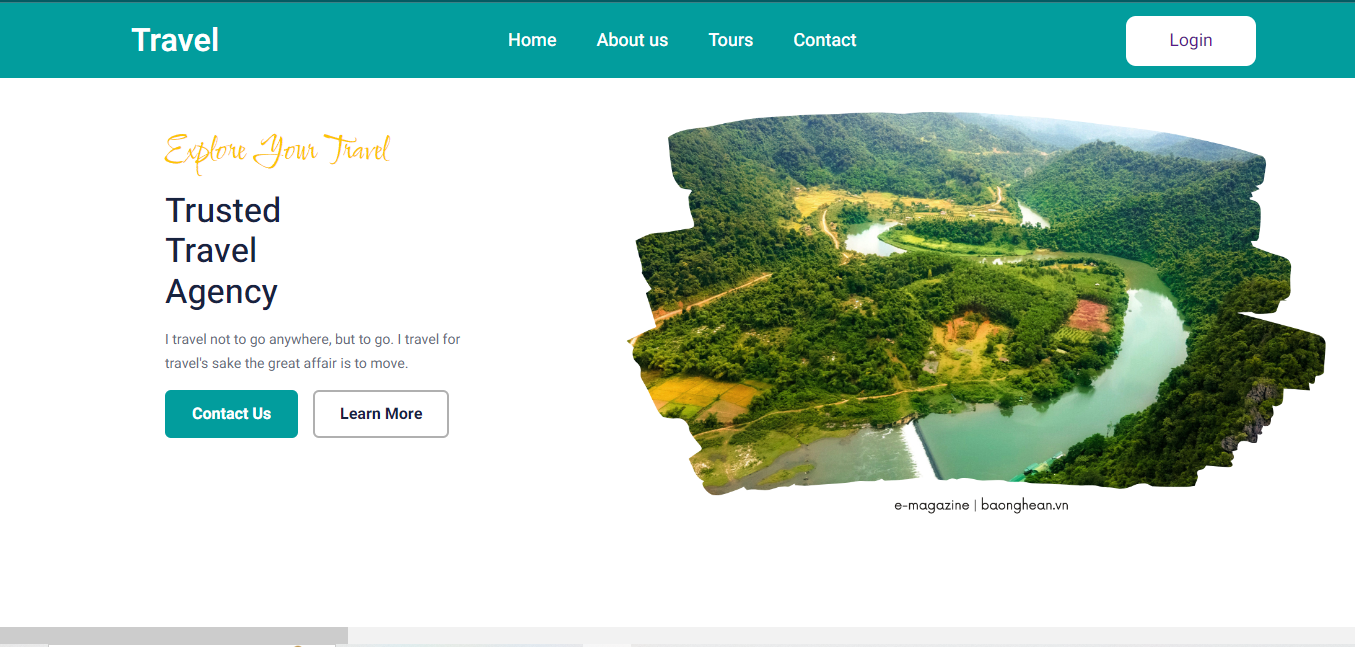 Travel
Home
About us
Tours
Contact
Login
Explore Your Travel
Trusted
Travel
Agency
I travel not to go anywhere, but to go. I travel for
travel's sake the great affair is to move.
Contact Us
Learn More
e-magazine | baonghean.vn